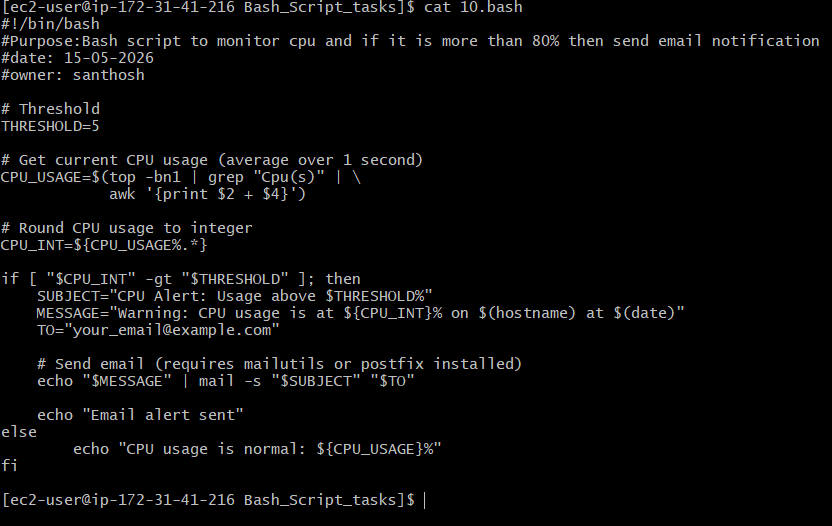 [ec2-user@ip-172-31-41-216 Bash_Script_tasks]$ cat 10.bash
#!/bin/bash
#Purpose:Bash script to monitor cpu and if it is more than 80% then send email notification
#date: 15-05-2026
#owner: santhosh

# Threshold
THRESHOLD=5

# Get current CPU usage (average over 1 second)
CPU_USAGE=$(top -bn1 | grep "Cpu(s)" | \
            awk '{print $2 + $4}')

# Round CPU usage to integer
CPU_INT=${CPU_USAGE%.*}

if [ "$CPU_INT" -gt "$THRESHOLD" ]; then
    SUBJECT="CPU Alert: Usage above $THRESHOLD%"
    MESSAGE="Warning: CPU usage is at ${CPU_INT}% on $(hostname) at $(date)"
    TO="your_email@example.com"

    # Send email (requires mailutils or postfix installed)
    echo "$MESSAGE" | mail -s "$SUBJECT" "$TO"

    echo "Email alert sent"
else
        echo "CPU usage is normal: ${CPU_USAGE}%"
fi

[ec2-user@ip-172-31-41-216 Bash_Script_tasks]$